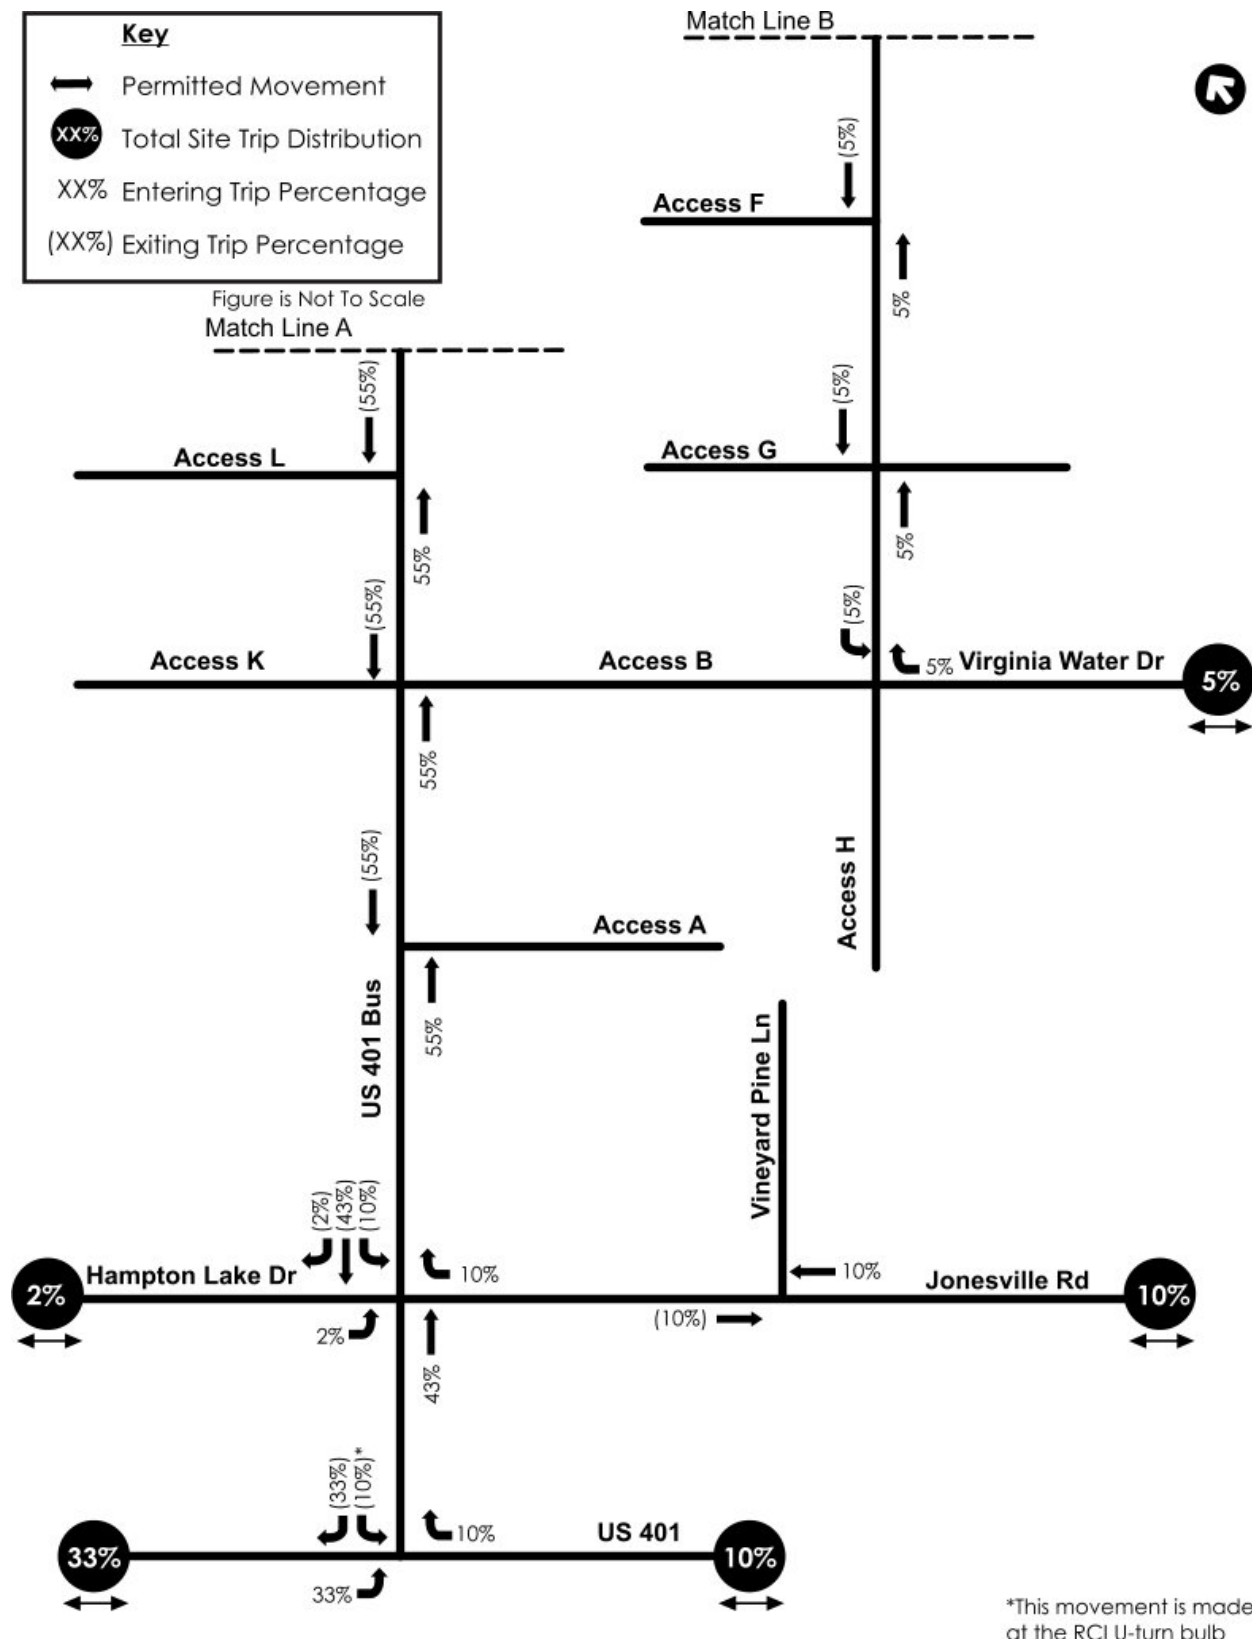 Key
Permitted Movement
XX% Total Site Trip Distribution
XX% Entering Trip Percentage
(XX%) Exiting Trip Percentage
Figure is Not To Scale
Match Line A
Match Line B
(5%)
Access F
5%
(55%)
Access L
55%
(5%)
Access G
5%
(55%)
Access K
Access B
(5%)
5%
Virginia Water Dr
5%
55%
(55%)
Access A
55%
US 401 Bus
Access H
Vineyard Pine Ln
(2%)
(43%)
(10%)
2%
Hampton Lake Dr
10%
10%
Jonesville Rd
10%
2%
(10%)
43%
(33%)
(10%)*
33%
10%
US 401
10%
33%
*This movement is made
at the RCI U-turn bulb